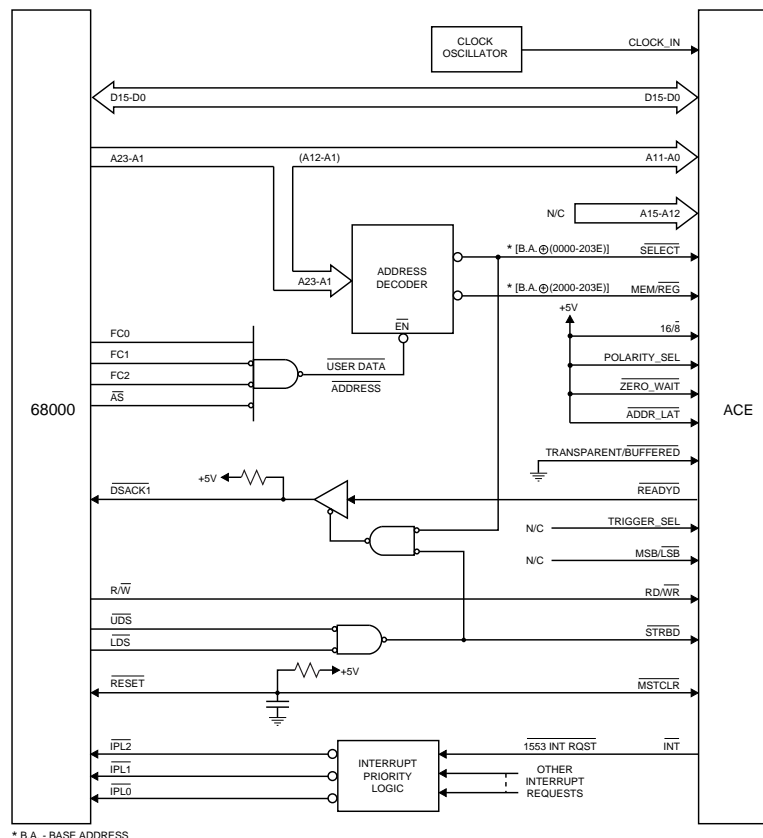 CLOCK
OSCILLATOR
CLOCK_IN
D15-D0
D15-D0
A23-A1
(A12-A1)
A11-A0
N/C
A15-A12
* [B.A.⊕(0000-203E)]
SELECT
ADDRESS
DECODER
A23-A1
* [B.A.⊕(2000-203E)]
MEM/REG
EN
+5V
FC0
16/8
FC1
USER DATA
POLARITY_SEL
FC2
ADDRESS
ZERO_WAIT
AS
68000
ADDR_LAT
ACE
TRANSPARENT/BUFFERED
+5V
DSACK1
READYD
N/C
TRIGGER_SEL
N/C
MSB/LSB
R/W
RD/WR
UDS
LDS
STRBD
+5V
RESET
MSTCLR
IPL2
1553 INT RQST
INT
INTERRUPT
PRIORITY
LOGIC
IPL1
OTHER
INTERRUPT
REQUESTS
IPL0
* B.A. - BASE ADDRESS